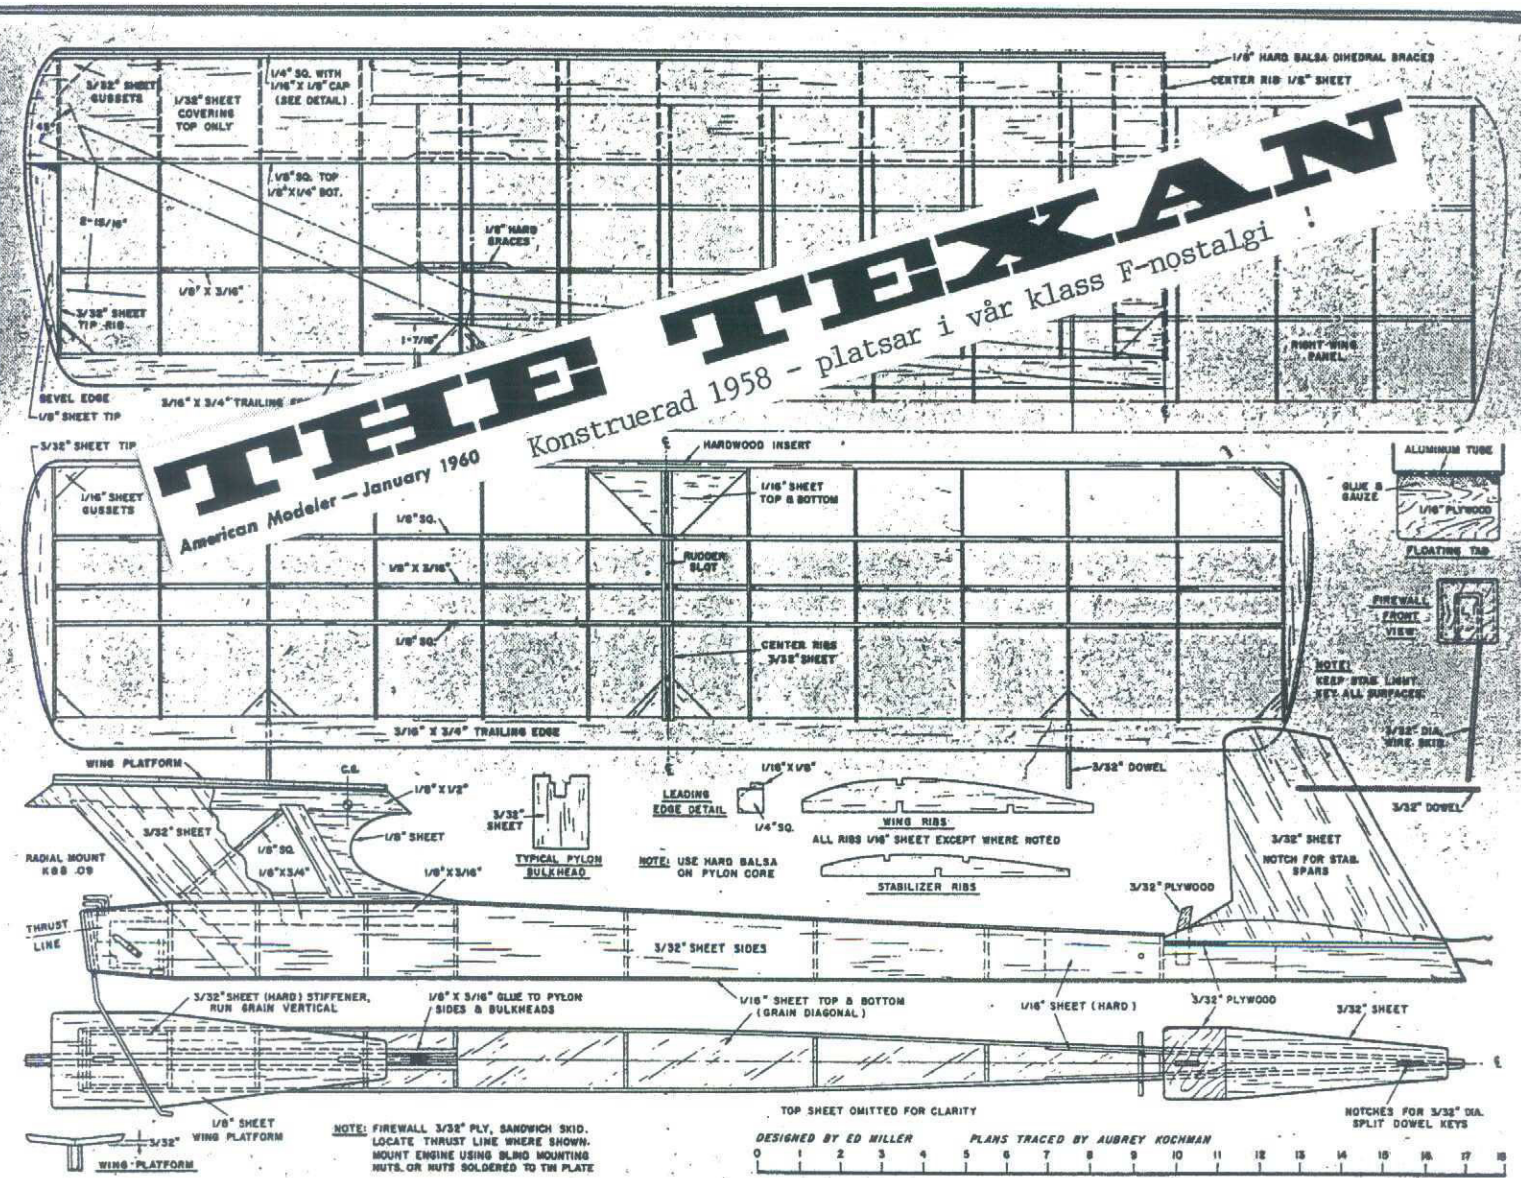 1/8" HARD BALSA DIHEDRAL BRACES
CENTER RIB 1/8" SHEET
3/32" SHEET
GUSSETS
1/32" SHEET
COVERING
TOP ONLY
1/4" SQ. WITH
1/16" X 1/8" CAP
(SEE DETAIL)
1/8" SQ. TOP
1/8" X 1/4" BOT.
2-15/16"
1/8" HARD
BRACES
1/8" X 3/16"
3/32" SHEET
TIP RIB
1-7/16"
RIGHT WING
PANEL
BEVEL EDGE
1/8" SHEET TIP
3/16" X 3/4" TRAILING
THE TEXAN
Konstruerad 1958 - platsar i vår klass F-nostalgi !
American Modeler — January 1960
3/32" SHEET TIP
HARDWOOD INSERT
1/16" SHEET
GUSSETS
1/16" SHEET
TOP & BOTTOM
1/8" SQ.
RUDDER
SLOT
1/8" X 3/16"
1/8" SQ.
CENTER RIBS
3/32" SHEET
3/16" X 3/4" TRAILING EDGE
ALUMINUM TUBE
GLUE &
GAUZE
1/16" PLYWOOD
FLOATING TAB
FIREWALL
FRONT
VIEW
NOTE:
KEEP STAB LIGHT.
KEY ALL SURFACES.
3/32" DIA.
WIRE SKID
3/32" DOWEL
3/32" DOWEL
WING PLATFORM
C.G.
1/8" X 1/2"
3/32" SHEET
1/8" SHEET
1/8" SQ.
1/8" X 3/4"
1/8" X 3/16"
RADIAL MOUNT
K&B .09
THRUST
LINE
3/32"
SHEET
TYPICAL PYLON
BULKHEAD
LEADING
EDGE DETAIL
1/16" X 1/8"
1/4" SQ.
NOTE: USE HARD BALSA
ON PYLON CORE
WING RIBS
ALL RIBS 1/16" SHEET EXCEPT WHERE NOTED
STABILIZER RIBS
3/32" SHEET
NOTCH FOR STAB.
SPARS
3/32" PLYWOOD
3/32" SHEET SIDES
3/32" SHEET (HARD) STIFFENER,
RUN GRAIN VERTICAL
1/8" X 3/16" GLUE TO PYLON
SIDES & BULKHEADS
1/16" SHEET TOP & BOTTOM
(GRAIN DIAGONAL)
1/16" SHEET (HARD)
3/32" PLYWOOD
3/32" SHEET
1/8" SHEET
WING PLATFORM
3/32"
WING PLATFORM
NOTE: FIREWALL 3/32" PLY, SANDWICH SKID.
LOCATE THRUST LINE WHERE SHOWN.
MOUNT ENGINE USING BLIND MOUNTING
NUTS, OR NUTS SOLDERED TO TIN PLATE
TOP SHEET OMITTED FOR CLARITY
NOTCHES FOR 3/32" DIA.
SPLIT DOWEL KEYS
DESIGNED BY ED MILLER
PLANS TRACED BY AUBREY KOCHMAN
0 1 2 3 4 5 6 7 8 9 10 11 12 13 14 15 16 17 18